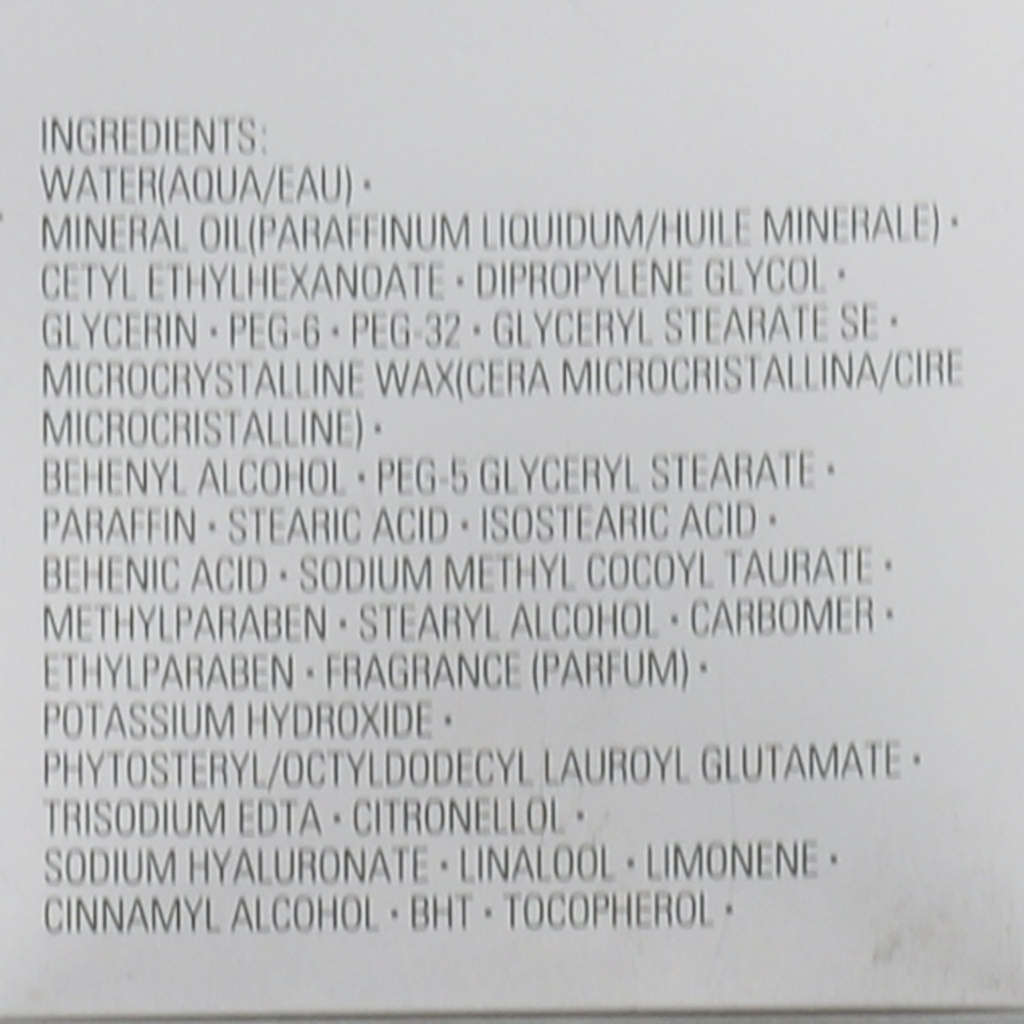 INGREDIENTS:
WATER(AQUA/EAU) •
MINERAL OIL(PARAFFINUM LIQUIDUM/HUILE MINERALE) •
CETYL ETHYLHEXANOATE • DIPROPYLENE GLYCOL •
GLYCERIN • PEG-6 • PEG-32 • GLYCERYL STEARATE SE •
MICROCRYSTALLINE WAX(CERA MICROCRISTALLINA/CIRE
MICROCRISTALLINE) •
BEHENYL ALCOHOL • PEG-5 GLYCERYL STEARATE •
PARAFFIN • STEARIC ACID • ISOSTEARIC ACID •
BEHENIC ACID • SODIUM METHYL COCOYL TAURATE •
METHYLPARABEN • STEARYL ALCOHOL • CARBOMER •
ETHYLPARABEN • FRAGRANCE (PARFUM) •
POTASSIUM HYDROXIDE •
PHYTOSTERYL/OCTYLDODECYL LAUROYL GLUTAMATE •
TRISODIUM EDTA • CITRONELLOL •
SODIUM HYALURONATE • LINALOOL • LIMONENE •
CINNAMYL ALCOHOL • BHT • TOCOPHEROL •